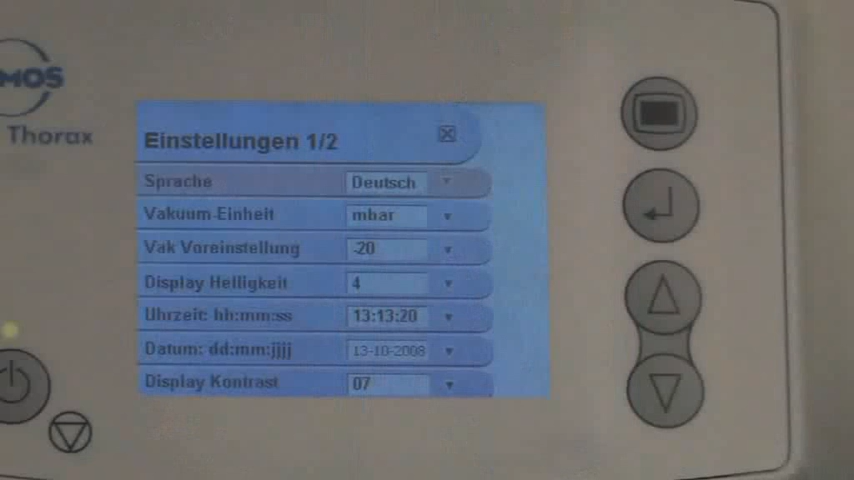 MOS
Thorax
Einstellungen 1/2
Sprache Deutsch
Vakuum-Einheit mbar
Vak Voreinstellung -20
Display Helligkeit 4
Uhrzeit: hh:mm:ss 13:13:20
Datum: dd:mm:jjjj 13-10-2008
Display Kontrast 07